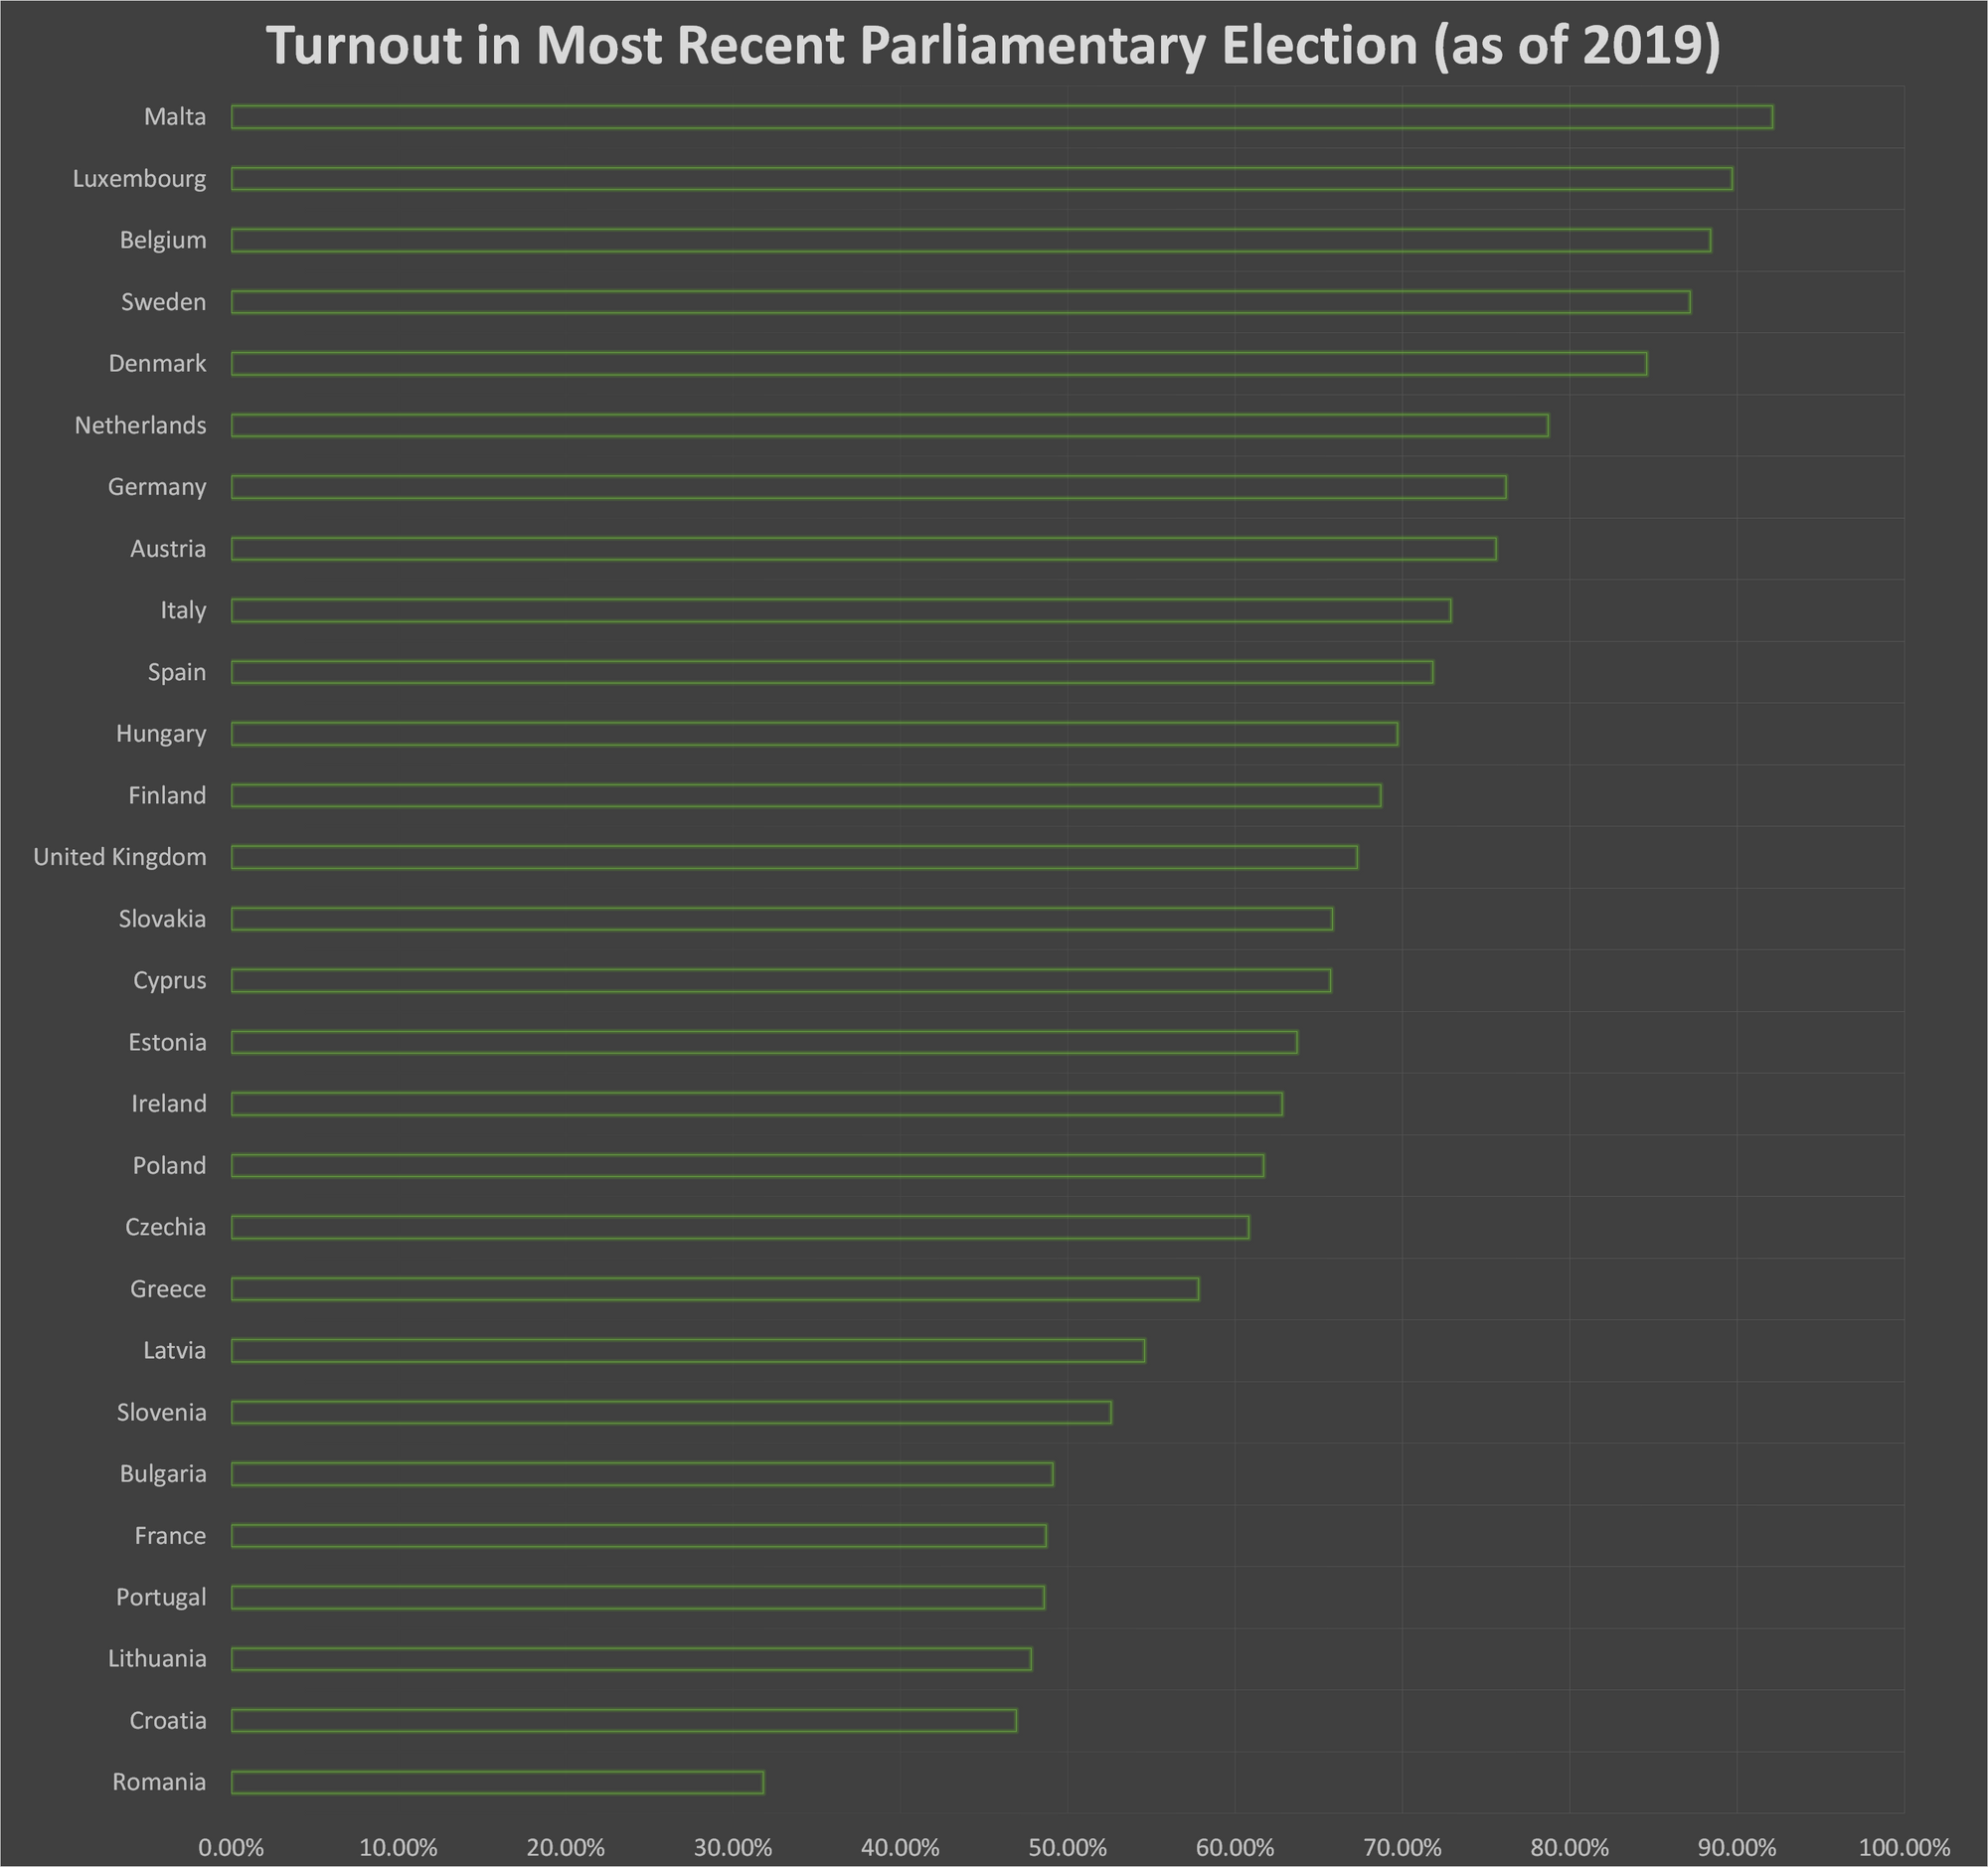 Turnout in Most Recent Parliamentary Election (as of 2019)
Malta
Luxembourg
Belgium
Sweden
Denmark
Netherlands
Germany
Austria
Italy
Spain
Hungary
Finland
United Kingdom
Slovakia
Cyprus
Estonia
Ireland
Poland
Czechia
Greece
Latvia
Slovenia
Bulgaria
France
Portugal
Lithuania
Croatia
Romania
0.00% 10.00% 20.00% 30.00% 40.00% 50.00% 60.00% 70.00% 80.00% 90.00% 100.00%